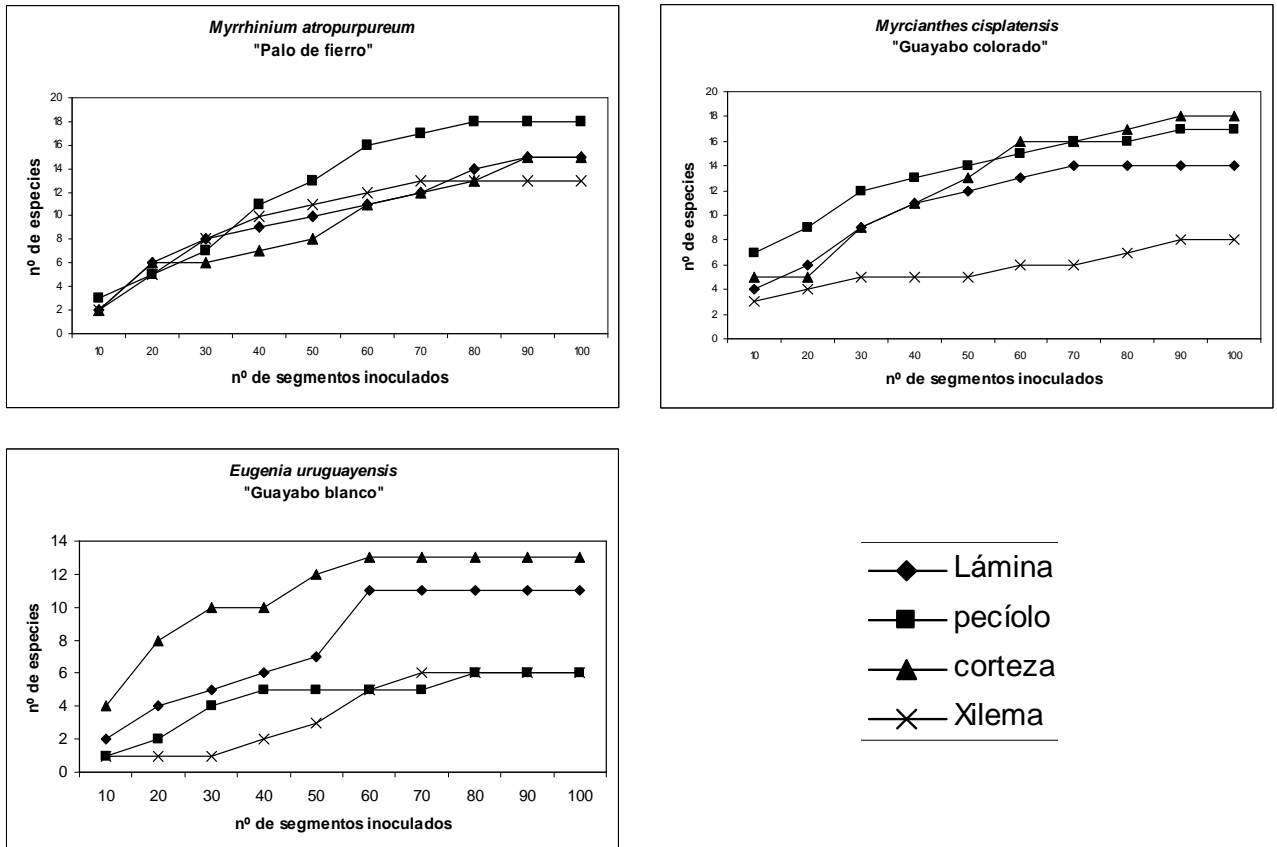 Myrrhinium atropurpureum
"Palo de fierro"
nº de especies
20
18
16
14
12
10
8
6
4
2
0
10 20 30 40 50 60 70 80 90 100
nº de segmentos inoculados
Myrcianthes cisplatensis
"Guayabo colorado"
nº de especies
20
18
16
14
12
10
8
6
4
2
0
10 20 30 40 50 60 70 80 90 100
nº de segmentos inoculados
Eugenia uruguayensis
"Guayabo blanco"
nº de especies
14
12
10
8
6
4
2
0
10 20 30 40 50 60 70 80 90 100
nº de segmentos inoculados
Lámina
pecíolo
corteza
Xilema